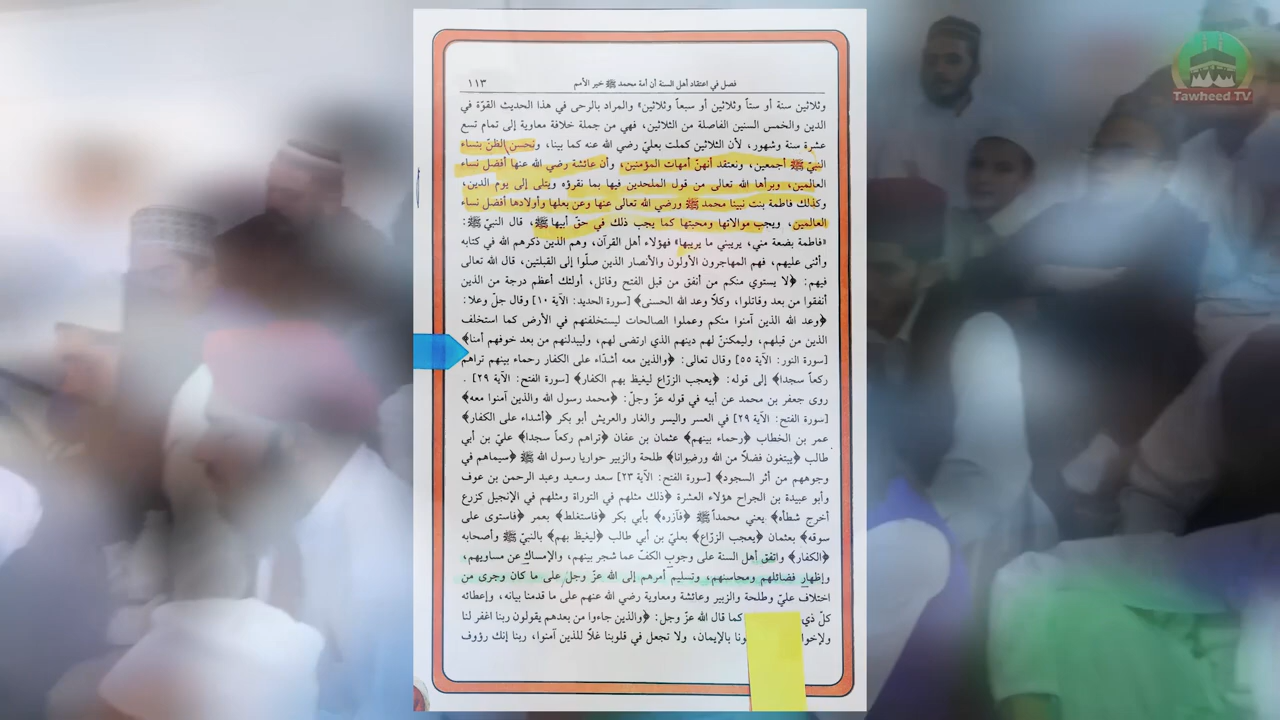 Tawheed TV
فصل في اعتقاد أهل السنة أن أمة محمد ﷺ خير الأمم ١١٣
وثلاثين سنة أو ستاً وثلاثين أو سبعاً وثلاثين» والمراد بالرحى في هذا الحديث القوّة في
الدين والخمس السنين الفاصلة من الثلاثين، فهي من جملة خلافة معاوية إلى تمام تسع
عشرة سنة وشهور، لأن الثلاثين كملت بعليّ رضي الله عنه كما بينا، ونحسن الظنّ بنساء
النبيّ ﷺ أجمعين، ونعتقد أنهنّ أمهات المؤمنين، وأن عائشة رضي الله عنها أفضل نساء
العالمين، وبرأها الله تعالى من قول الملحدين فيها بما نقرؤه ويتلى إلى يوم الدين،
وكذلك فاطمة بنت نبينا محمد ﷺ ورضي الله تعالى عنها وعن بعلها وأولادها أفضل نساء
العالمين، ويجب موالاتها ومحبتها كما يجب ذلك في حقّ أبيها ﷺ، قال النبيّ ﷺ:
«فاطمة بضعة مني، يريبني ما يريبها» فهؤلاء أهل القرآن، وهم الذين ذكرهم الله في كتابه
وأثنى عليهم، فهم المهاجرون الأولون والأنصار الذين صلّوا إلى القبلتين، قال الله تعالى
فيهم: ﴿لا يستوي منكم من أنفق من قبل الفتح وقاتل، أولئك أعظم درجة من الذين
أنفقوا من بعد وقاتلوا، وكلاً وعد الله الحسنى﴾ [سورة الحديد: الآية ١٠] وقال جلّ وعلا:
﴿وعد الله الذين آمنوا منكم وعملوا الصالحات ليستخلفنهم في الأرض كما استخلف
الذين من قبلهم، وليمكننّ لهم دينهم الذي ارتضى لهم، وليبدلنهم من بعد خوفهم أمنا﴾
[سورة النور: الآية ٥٥] وقال تعالى: ﴿والذين معه أشدّاء على الكفار رحماء بينهم تراهم
ركعاً سجدا﴾ إلى قوله: ﴿يعجب الزرّاع ليغيظ بهم الكفار﴾ [سورة الفتح: الآية ٢٩].
روى جعفر بن محمد عن أبيه في قوله عزّ وجلّ: ﴿محمد رسول الله والذين آمنوا معه﴾
[سورة الفتح: الآية ٢٩] في العسر واليسر والغار والعريش أبو بكر ﴿أشداء على الكفار﴾
عمر بن الخطاب ﴿رحماء بينهم﴾ عثمان بن عفان ﴿تراهم ركعاً سجدا﴾ عليّ بن أبي
طالب ﴿يبتغون فضلاً من الله ورضوانا﴾ طلحة والزبير حواريا رسول الله ﷺ ﴿سيماهم في
وجوههم من أثر السجود﴾ [سورة الفتح: الآية ٢٣] سعد وسعيد وعبد الرحمن بن عوف
وأبو عبيدة بن الجراح هؤلاء العشرة ﴿ذلك مثلهم في التوراة ومثلهم في الإنجيل كزرع
أخرج شطأه﴾ يعني محمداً ﷺ ﴿فآزره﴾ بأبي بكر ﴿فاستغلظ﴾ بعمر ﴿فاستوى على
سوقه﴾ بعثمان ﴿يعجب الزرّاع﴾ بعليّ بن أبي طالب ﴿ليغيظ بهم﴾ بالنبيّ ﷺ وأصحابه
﴿الكفار﴾ واتفق أهل السنة على وجوب الكفّ عما شجر بينهم، والإمساك عن مساويهم،
وإظهار فضائلهم ومحاسنهم، وتسليم أمرهم إلى الله عزّ وجل على ما كان وجرى من
اختلاف عليّ وطلحة والزبير وعائشة ومعاوية رضي الله عنهم على ما قدمنا بيانه، وإعطائه
كلّ ذي كما قال الله عزّ وجل: ﴿والذين جاءوا من بعدهم يقولون ربنا اغفر لنا
بالإيمان، ولا تجعل في قلوبنا غلاً للذين آمنوا، ربنا إنك رؤوف